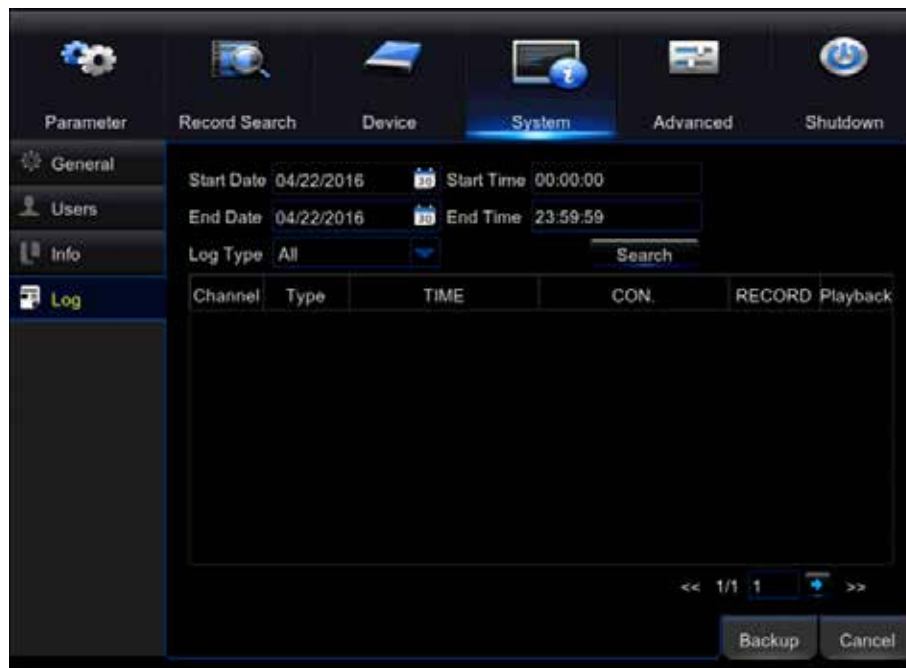 Parameter Record Search Device System Advanced Shutdown
General
Users
Info
Log
Start Date 04/22/2016 30 Start Time 00:00:00
End Date 04/22/2016 30 End Time 23:59:59
Log Type All Search
Channel Type TIME CON. RECORD Playback
<< 1/1 1 >>
Backup Cancel